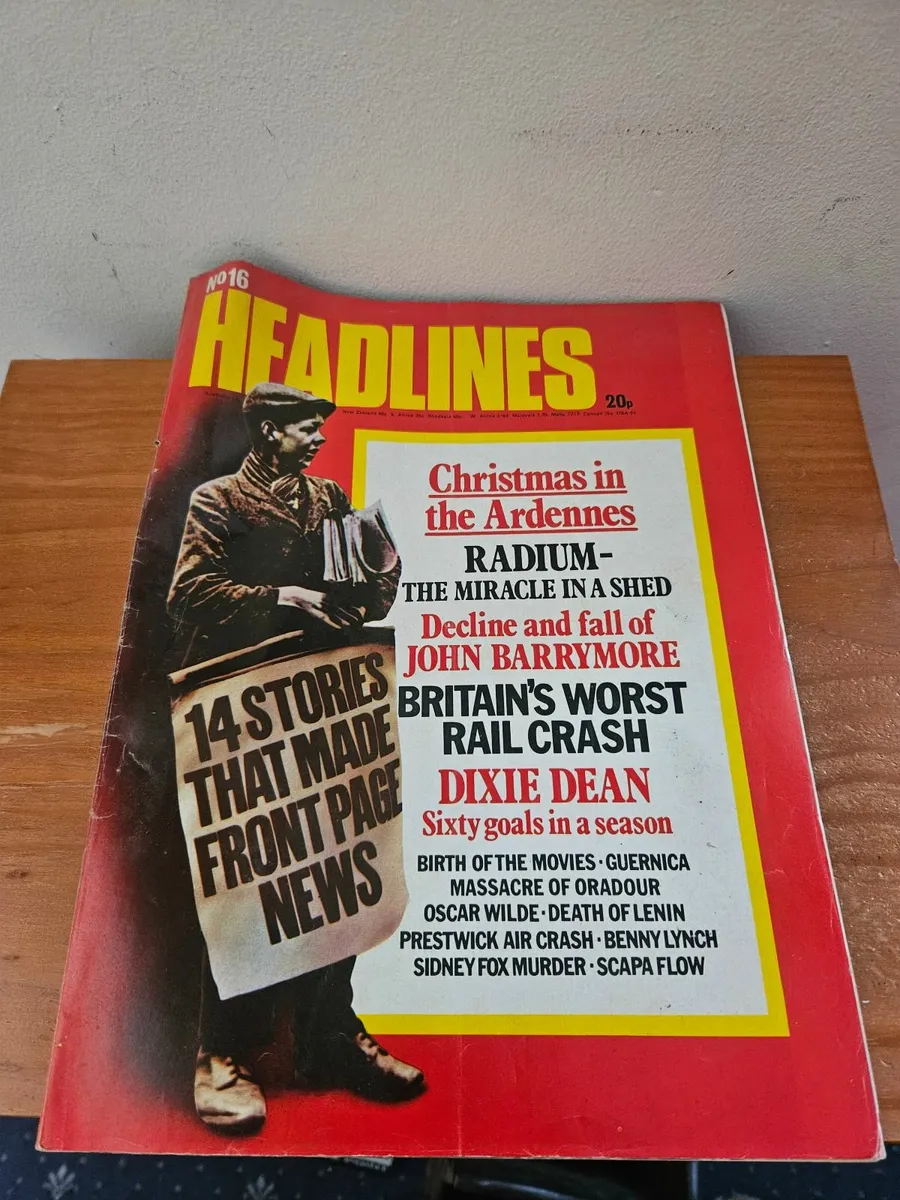 No16
HEADLINES
20p
Christmas in
the Ardennes
RADIUM-
THE MIRACLE IN A SHED
Decline and fall of
JOHN BARRYMORE
BRITAIN'S WORST
RAIL CRASH
DIXIE DEAN
Sixty goals in a season
BIRTH OF THE MOVIES · GUERNICA
MASSACRE OF ORADOUR
OSCAR WILDE · DEATH OF LENIN
PRESTWICK AIR CRASH · BENNY LYNCH
SIDNEY FOX MURDER · SCAPA FLOW
14 STORIES
THAT MADE
FRONT PAGE
NEWS